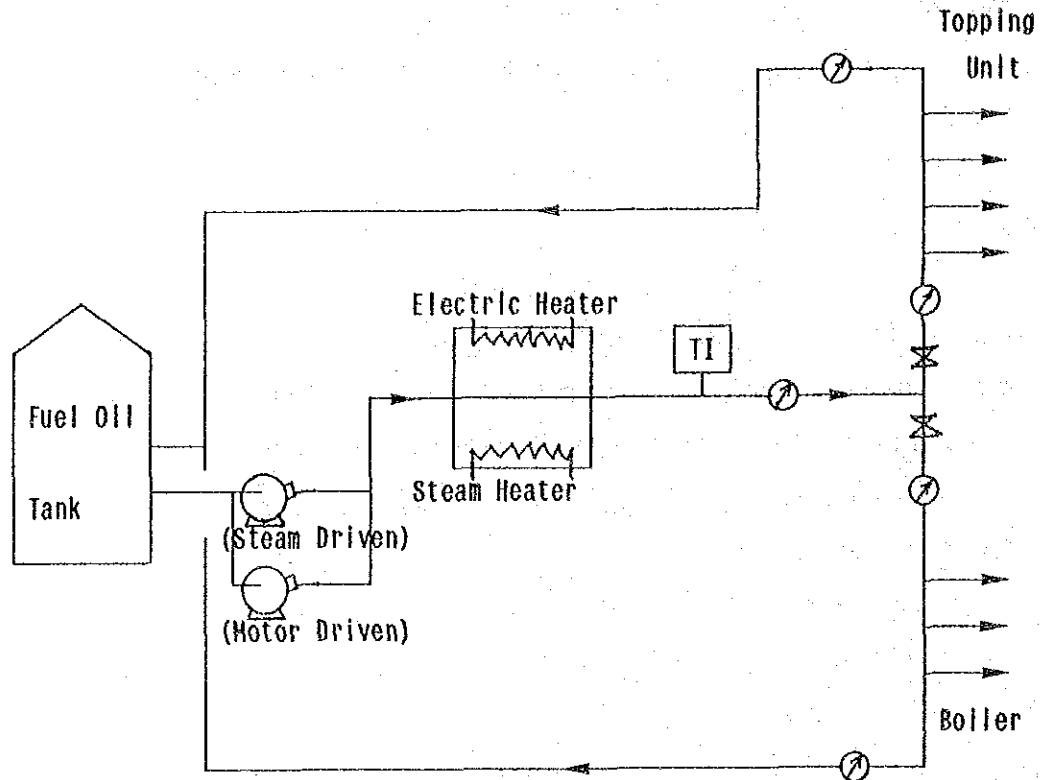 Topping
Unit
Electric Heater
TI
Fuel Oil
Tank
Steam Heater
(Steam Driven)
(Motor Driven)
Boiler